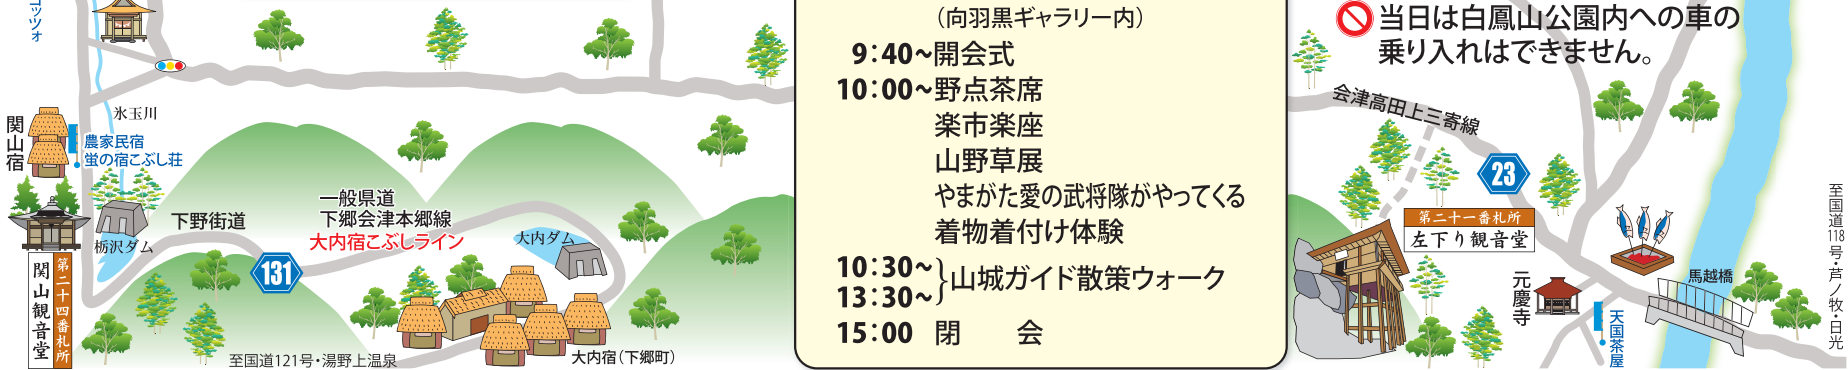 コッツォ
氷玉川
関山宿
農家民宿
蛍の宿こぶし荘
栃沢ダム
下野街道
第二十四番札所
関山観音堂
131
一般県道
下郷会津本郷線
大内宿こぶしライン
大内ダム
至国道121号・湯野上温泉
大内宿（下郷町）
（向羽黒ギャラリー内）
9：40~開会式
10：00~野点茶席
楽市楽座
山野草展
やまがた愛の武将隊がやってくる
着物着付け体験
10：30~
13：30~
山城ガイド散策ウォーク
15：00 閉　会
当日は白鳳山公園内への車の
乗り入れはできません。
会津高田上三寄線
23
第二十一番札所
左下り観音堂
元慶寺
天国茶屋
馬越橋
至国道118号・芦ノ牧・日光